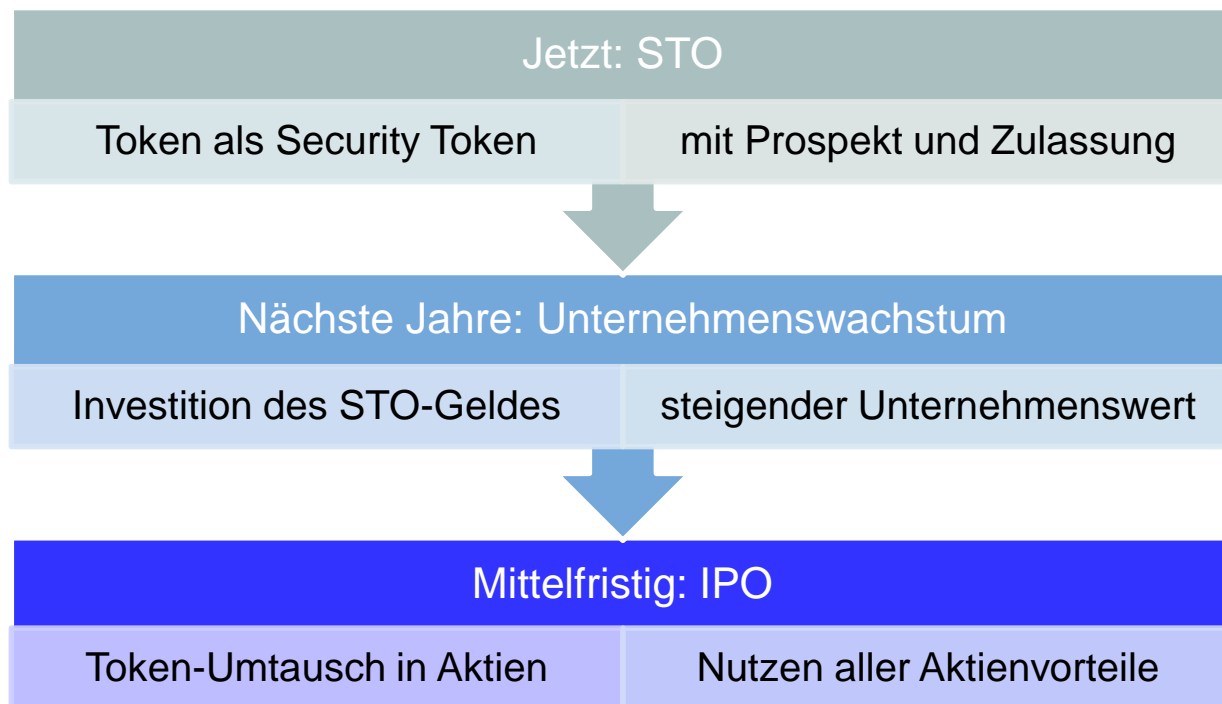 Jetzt: STO
Token als Security Token
mit Prospekt und Zulassung
Nächste Jahre: Unternehmenswachstum
Investition des STO-Geldes
steigender Unternehmenswert
Mittelfristig: IPO
Token-Umtausch in Aktien
Nutzen aller Aktienvorteile